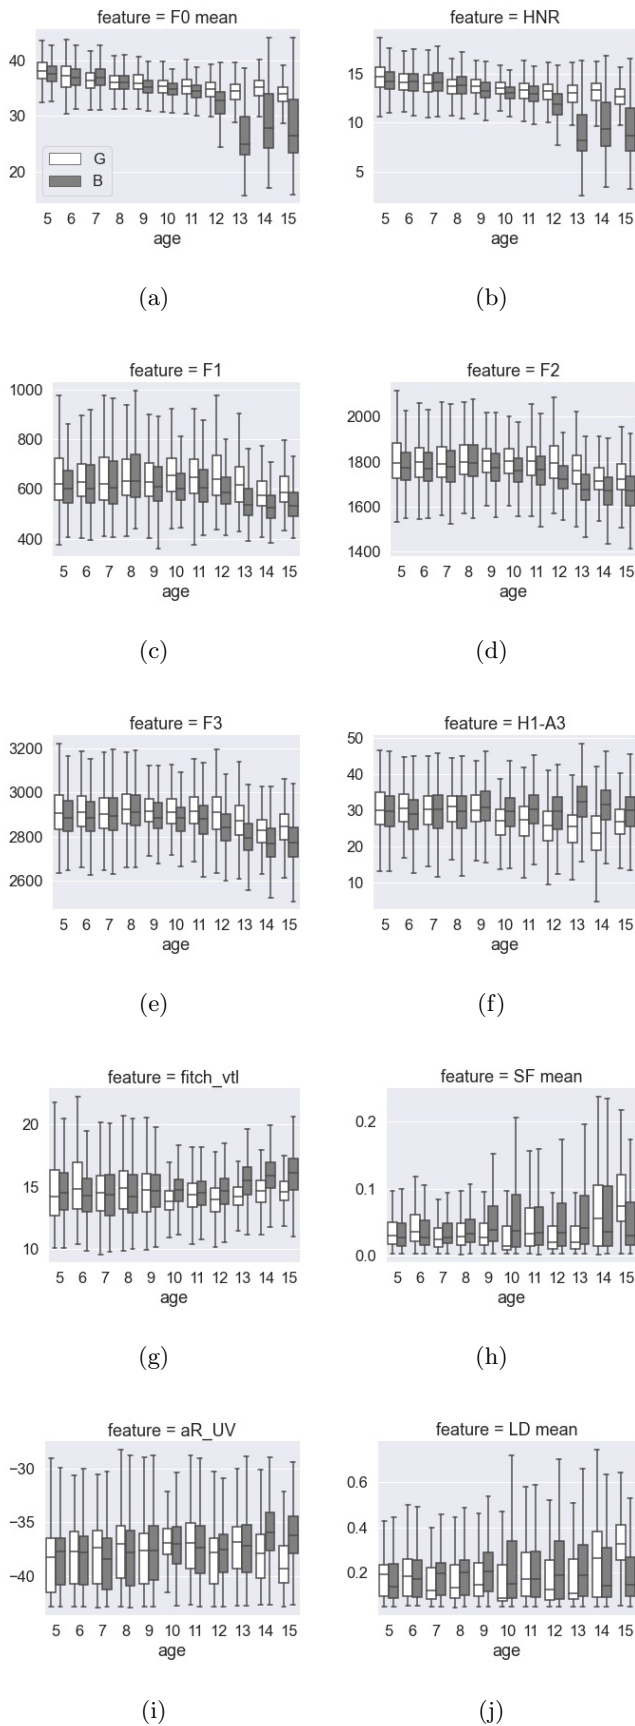 feature = F0 mean
40
30
20
G
B
5 6 7 8 9 10 11 12 13 14 15
age
(a)
feature = HNR
15
10
5
5 6 7 8 9 10 11 12 13 14 15
age
(b)
feature = F1
1000
800
600
400
5 6 7 8 9 10 11 12 13 14 15
age
(c)
feature = F2
2000
1800
1600
1400
5 6 7 8 9 10 11 12 13 14 15
age
(d)
feature = F3
3200
3000
2800
2600
5 6 7 8 9 10 11 12 13 14 15
age
(e)
feature = H1-A3
50
40
30
20
10
5 6 7 8 9 10 11 12 13 14 15
age
(f)
feature = fitch_vtl
20
15
10
5 6 7 8 9 10 11 12 13 14 15
age
(g)
feature = SF mean
0.2
0.1
0.0
5 6 7 8 9 10 11 12 13 14 15
age
(h)
feature = aR_UV
−30
−35
−40
5 6 7 8 9 10 11 12 13 14 15
age
(i)
feature = LD mean
0.6
0.4
0.2
5 6 7 8 9 10 11 12 13 14 15
age
(j)